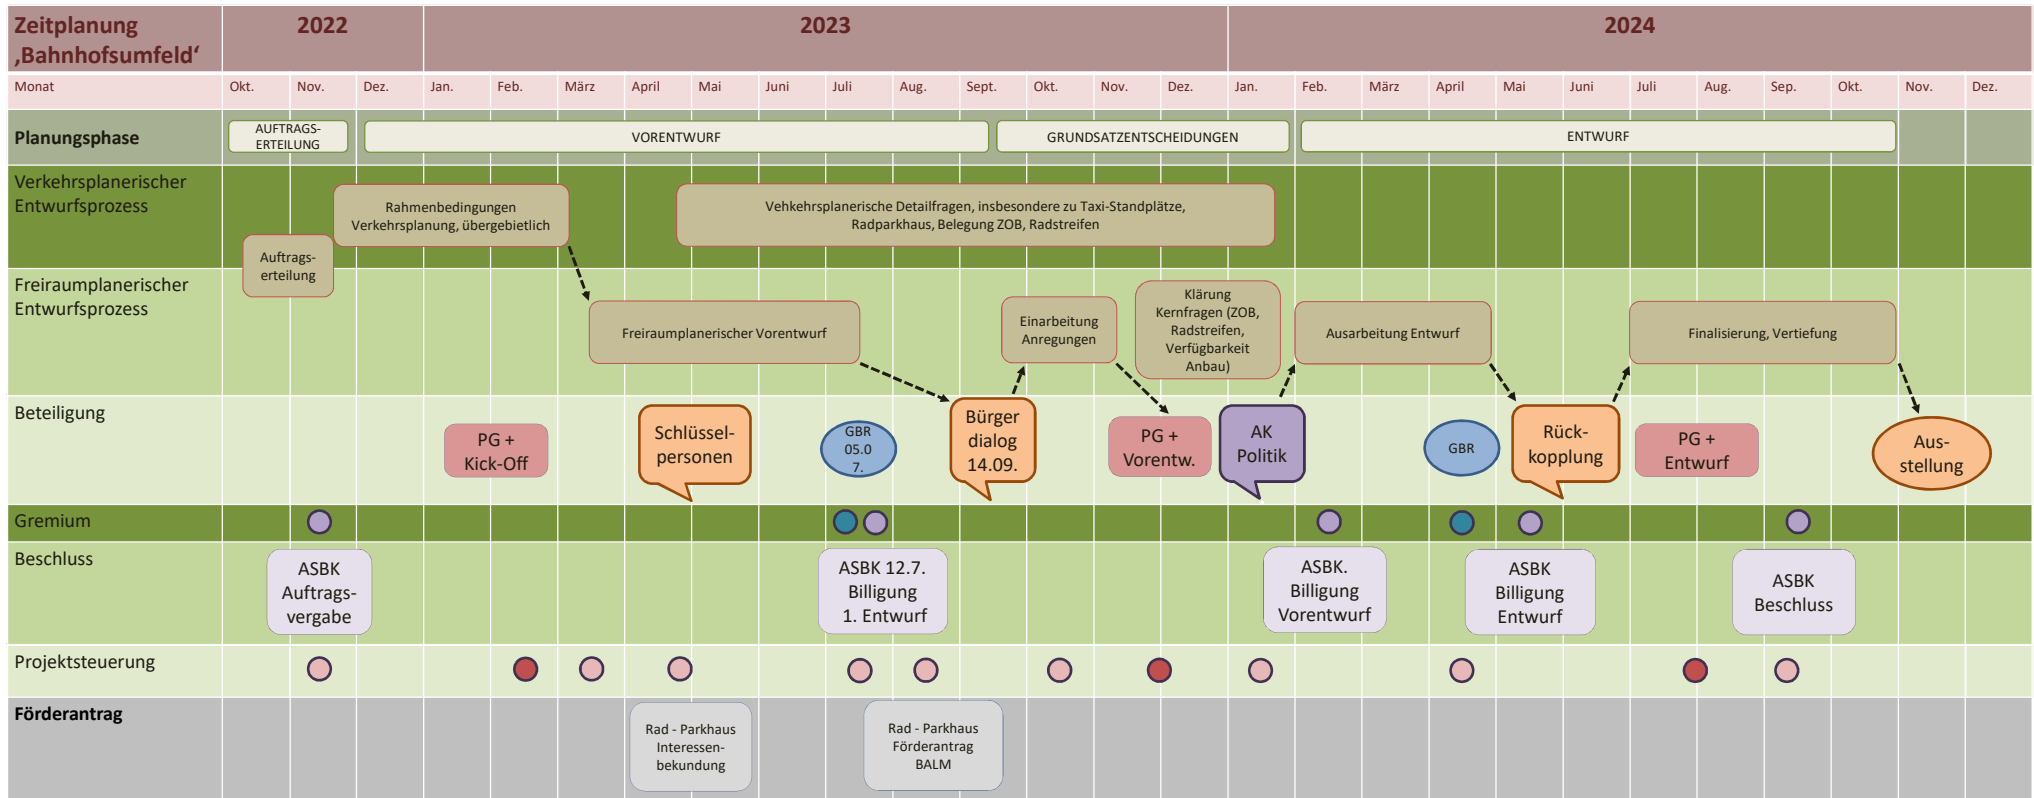 Zeitplanung
‚Bahnhofsumfeld‘
2022
2023
2024
Monat
Okt.
Nov.
Dez.
Jan.
Feb.
März
April
Mai
Juni
Juli
Aug.
Sept.
Okt.
Nov.
Dez.
Jan.
Feb.
März
April
Mai
Juni
Juli
Aug.
Sep.
Okt.
Nov.
Dez.
Planungsphase
AUFTRAGS-
ERTEILUNG
VORENTWURF
GRUNDSATZENTSCHEIDUNGEN
ENTWURF
Verkehrsplanerischer
Entwurfsprozess
Rahmenbedingungen
Verkehrsplanung, übergebietlich
Vehkehrsplanerische Detailfragen, insbesondere zu Taxi-Standplätze,
Radparkhaus, Belegung ZOB, Radstreifen
Auftrags-
erteilung
Freiraumplanerischer
Entwurfsprozess
Freiraumplanerischer Vorentwurf
Einarbeitung
Anregungen
Klärung
Kernfragen (ZOB,
Radstreifen,
Verfügbarkeit
Anbau)
Ausarbeitung Entwurf
Finalisierung, Vertiefung
Beteiligung
PG +
Kick-Off
Schlüssel-
personen
GBR
05.0
7.
Bürger
dialog
14.09.
PG +
Vorentw.
AK
Politik
GBR
Rück-
kopplung
PG +
Entwurf
Aus-
stellung
Gremium
Beschluss
ASBK
Auftrags-
vergabe
ASBK 12.7.
Billigung
1. Entwurf
ASBK.
Billigung
Vorentwurf
ASBK
Billigung
Entwurf
ASBK
Beschluss
Projektsteuerung
Förderantrag
Rad - Parkhaus
Interessen-
bekundung
Rad - Parkhaus
Förderantrag
BALM